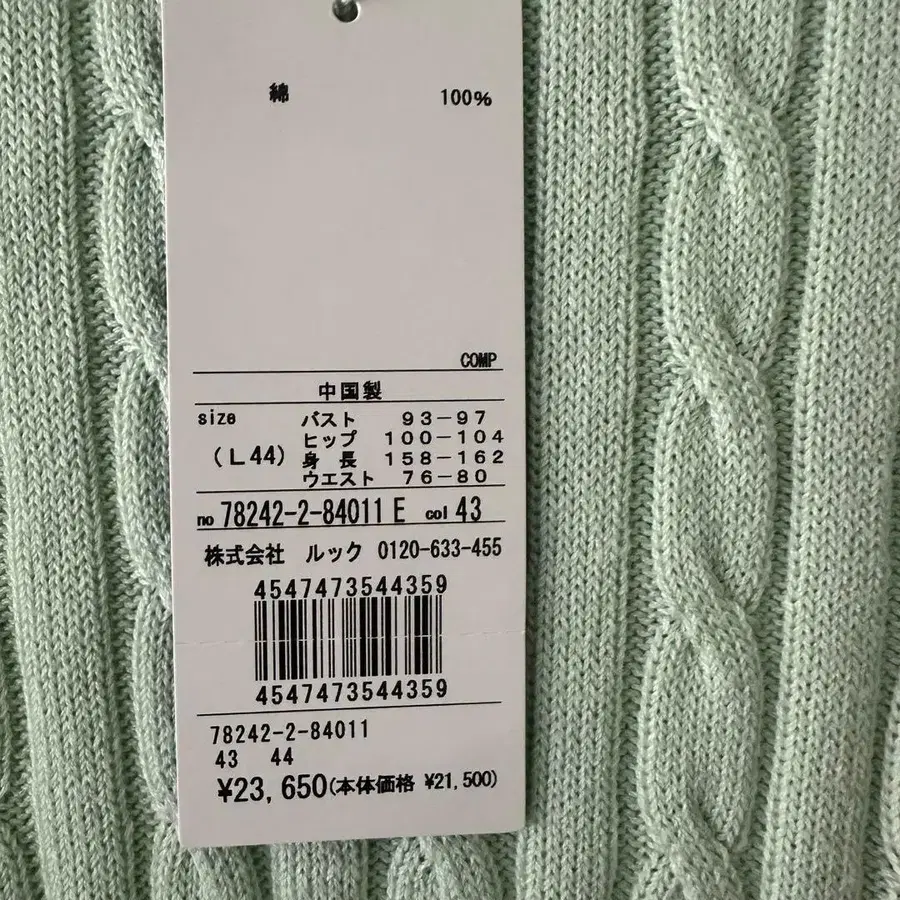 綿 100%
COMP
中国製
size バスト 93-97
ヒップ 100-104
(L44) 身長 158-162
ウエスト 76-80
no 78242-2-84011 E col 43
株式会社 ルック 0120-633-455
4547473544359
4547473544359
78242-2-84011
43 44
¥23,650(本体価格 ¥21,500)